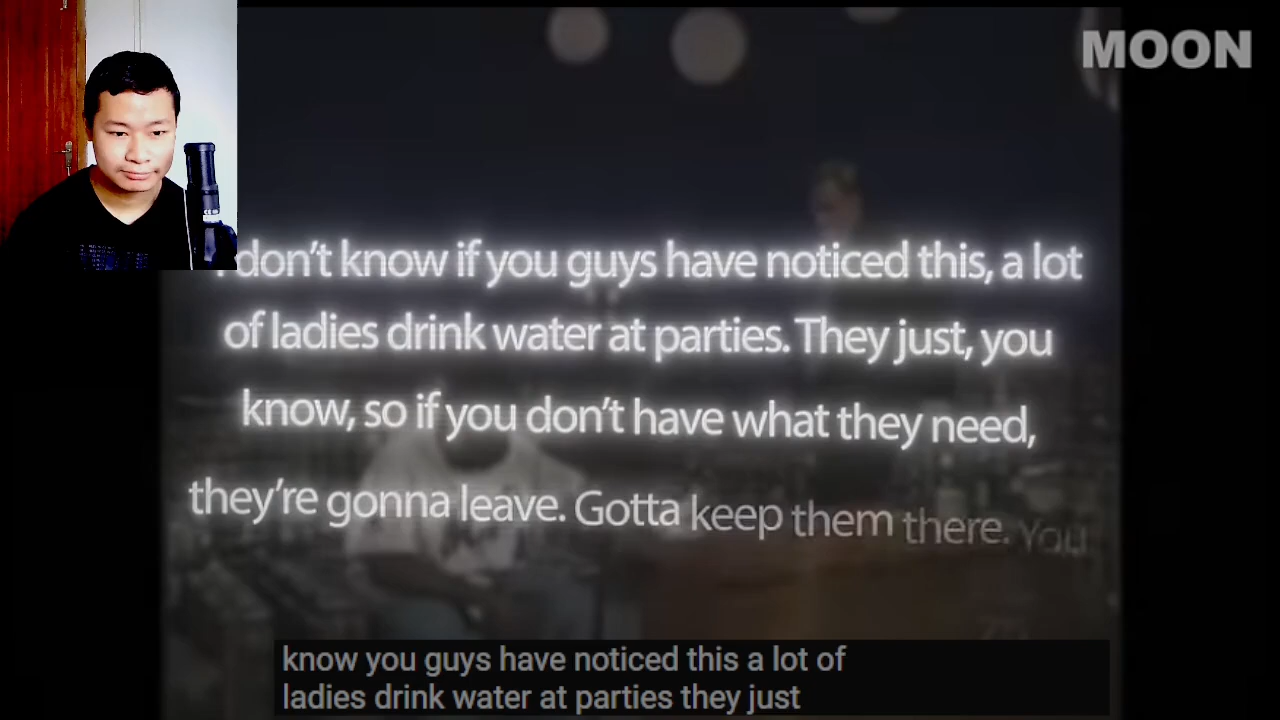 MOON
don't know if you guys have noticed this, a lot
of ladies drink water at parties. They just, you
know, so if you don't have what they need,
they're gonna leave. Gotta keep them there. You
know you guys have noticed this a lot of
ladies drink water at parties they just